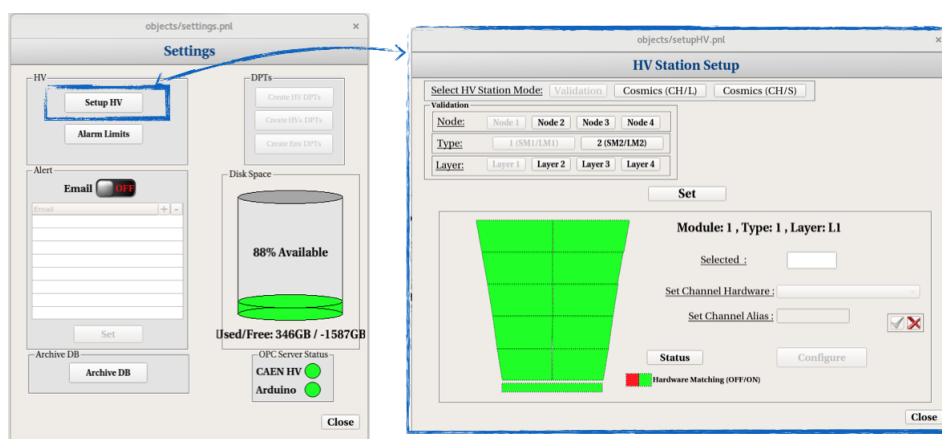 objects/settings.pnl ×
Settings
HV
Setup HV
Alarm Limits
DPTs
Create HV DPTs
Create HVs DPTs
Create Env DPTs
Alert
Email OFF
Email + -
Set
Disk Space
88% Available
Used/Free: 346GB / -1587GB
Archive DB
Archive DB
OPC Server Status
CAEN HV
Arduino
Close
objects/setupHV.pnl ×
HV Station Setup
Select HV Station Mode: Validation Cosmics (CH/L) Cosmics (CH/S)
Validation
Node: Node 1 Node 2 Node 3 Node 4
Type: 1 (SM1/LM1) 2 (SM2/LM2)
Layer: Layer 1 Layer 2 Layer 3 Layer 4
Set
Module: 1 , Type: 1 , Layer: L1
Selected :
Set Channel Hardware :
Set Channel Alias :
Status Configure
Hardware Matching (OFF/ON)
Close